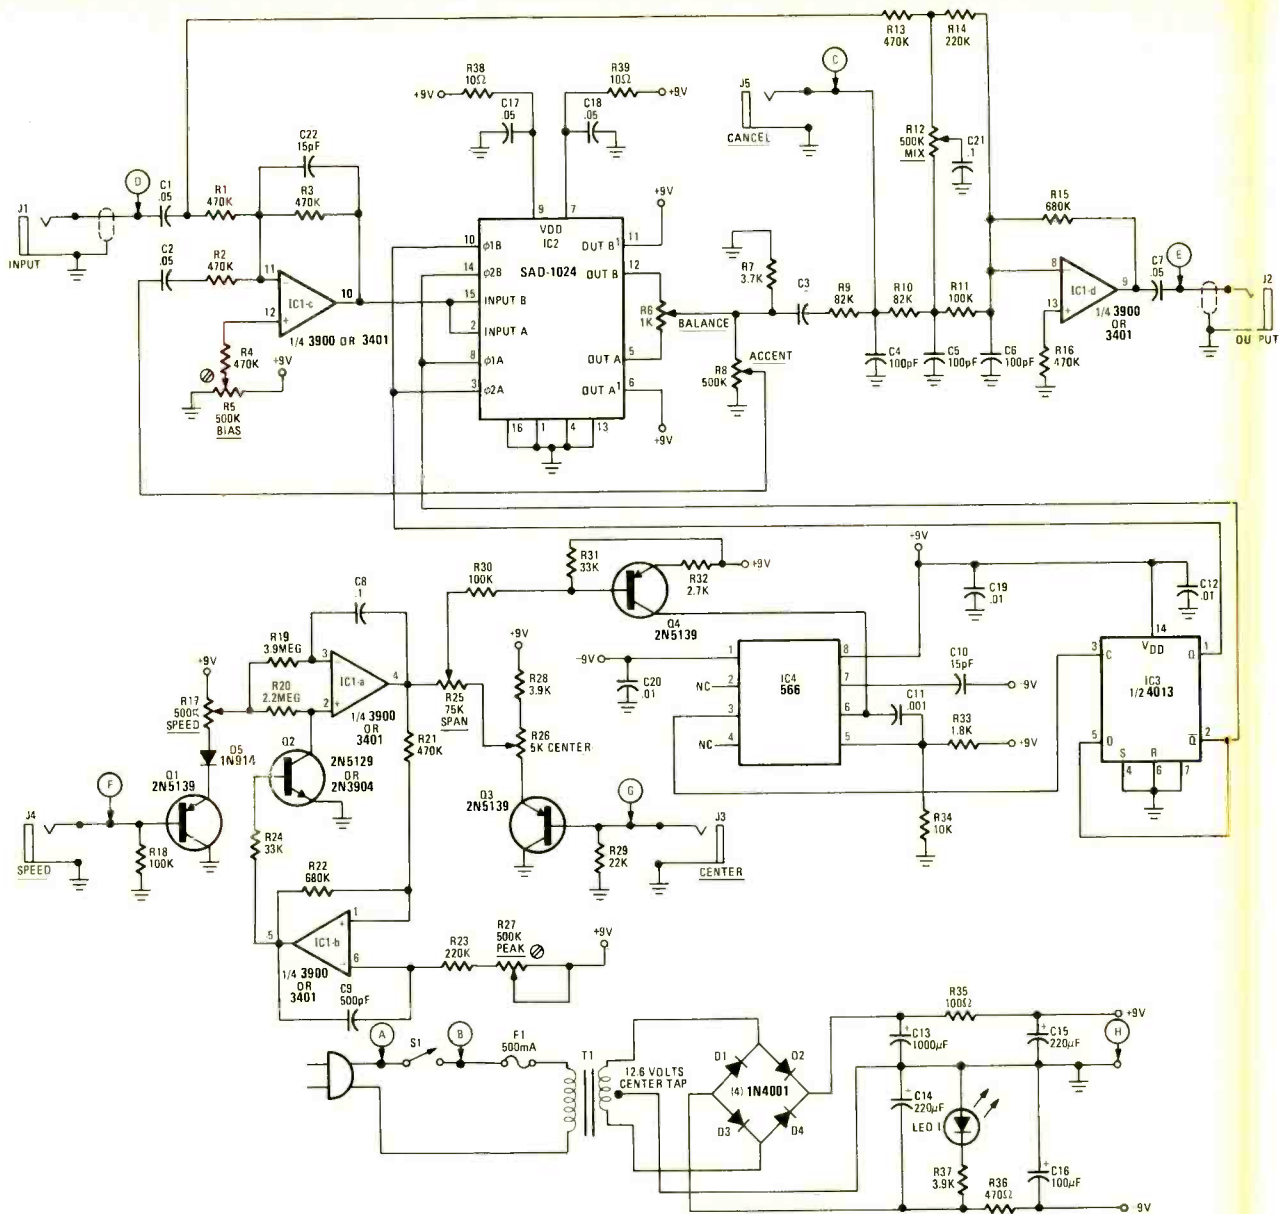 R13
470K
R14
220K
R38
10Ω
+9V
R39
10Ω
+9V
C17
.05
C18
.05
J5
CANCEL
C
R12
500K
MIX
C21
.1
C22
15pF
D
C1
.05
R1
470K
R3
470K
J1
INPUT
C2
.05
R2
470K
11
12
10
IC1-c
1/4 3900 OR 3401
R4
470K
+9V
R5
500K
BIAS
9
7
VDD
IC2
SAD-1024
10
φ1B
14
φ2B
15
INPUT B
2
INPUT A
8
φ1A
3
φ2A
OUT B1
11
+9V
OUT B
12
OUT A
5
OUT A1
6
+9V
16
1
4
13
R6
1K
BALANCE
R7
3.7K
R8
500K
ACCENT
C3
R9
82K
R10
82K
R11
100K
C4
100pF
C5
100pF
C6
100pF
R15
680K
8
13
9
IC1-d
1/4 3900
OR
3401
R16
470K
C7
.05
E
J2
OUTPUT
R31
33K
R30
100K
R32
2.7K
+9V
Q4
2N5139
C8
.1
R19
3.9MEG
R20
2.2MEG
3
2
4
IC1-a
1/4 3900
OR
3401
+9V
R17
500K
SPEED
D5
1N914
Q1
2N5139
Q2
2N5129
OR
2N3904
F
J4
SPEED
R18
100K
R24
33K
R21
470K
R25
75K
SPAN
+9V
R28
3.9K
R26
5K CENTER
Q3
2N5139
G
R29
22K
J3
CENTER
R22
680K
1
6
5
IC1-b
1/4 3900
OR
3401
C9
500pF
R23
220K
R27
500K
PEAK
+9V
+9V
C19
.01
C12
.01
-9V
C20
.01
NC
NC
1
2
3
4
IC4
566
8
7
6
5
C10
15pF
-9V
C11
.001
R33
1.8K
+9V
R34
10K
14
VDD
IC3
1/2 4013
3
C
5
D
Q
1
Q
2
S
R
4
6
7
A
S1
B
F1
500mA
T1
12.6 VOLTS
CENTER TAP
D1
D2
(4) 1N4001
D3
D4
R35
100Ω
+9V
H
C13
1000μF
C15
220μF
C14
220μF
LED 1
R37
3.9K
R36
470Ω
C16
100μF
-9V